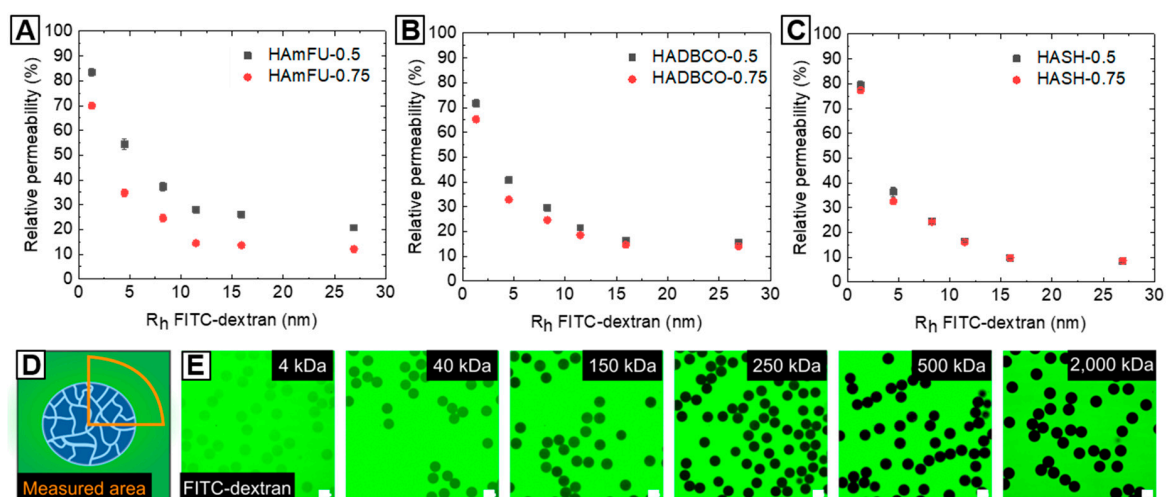 A
HAmFU-0.5
HAmFU-0.75
Relative permeability (%)
100
90
80
70
60
50
40
30
20
10
0
0 5 10 15 20 25 30
Rh FITC-dextran (nm)
B
HADBCO-0.5
HADBCO-0.75
Relative permeability (%)
100
90
80
70
60
50
40
30
20
10
0
0 5 10 15 20 25 30
Rh FITC-dextran (nm)
C
HASH-0.5
HASH-0.75
Relative permeability (%)
100
90
80
70
60
50
40
30
20
10
0
0 5 10 15 20 25 30
Rh FITC-dextran (nm)
D
Measured area
E
4 kDa
40 kDa
150 kDa
250 kDa
500 kDa
2,000 kDa
FITC-dextran